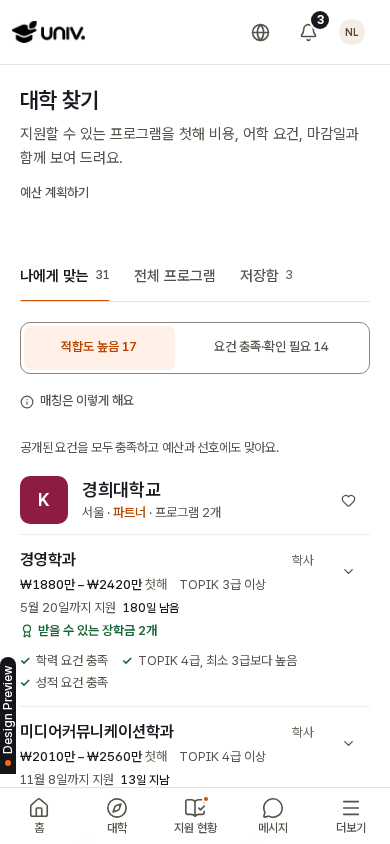 UNIV.
3
NL
대학 찾기
지원할 수 있는 프로그램을 첫해 비용, 어학 요건, 마감일과
함께 보여 드려요.
예산 계획하기
나에게 맞는 31 전체 프로그램 저장함 3
적합도 높음 17 요건 충족·확인 필요 14
매칭은 이렇게 해요
공개된 요건을 모두 충족하고 예산과 선호에도 맞아요.
K
경희대학교
서울 · 파트너 · 프로그램 2개
경영학과 학사
₩1880만 – ₩2420만 첫해 TOPIK 3급 이상
5월 20일까지 지원 180일 남음
받을 수 있는 장학금 2개
학력 요건 충족 TOPIK 4급, 최소 3급보다 높음
성적 요건 충족
미디어커뮤니케이션학과 학사
₩2010만 – ₩2560만 첫해 TOPIK 4급 이상
11월 8일까지 지원 13일 지남
Design Preview
홈 대학 지원 현황 메시지 더보기